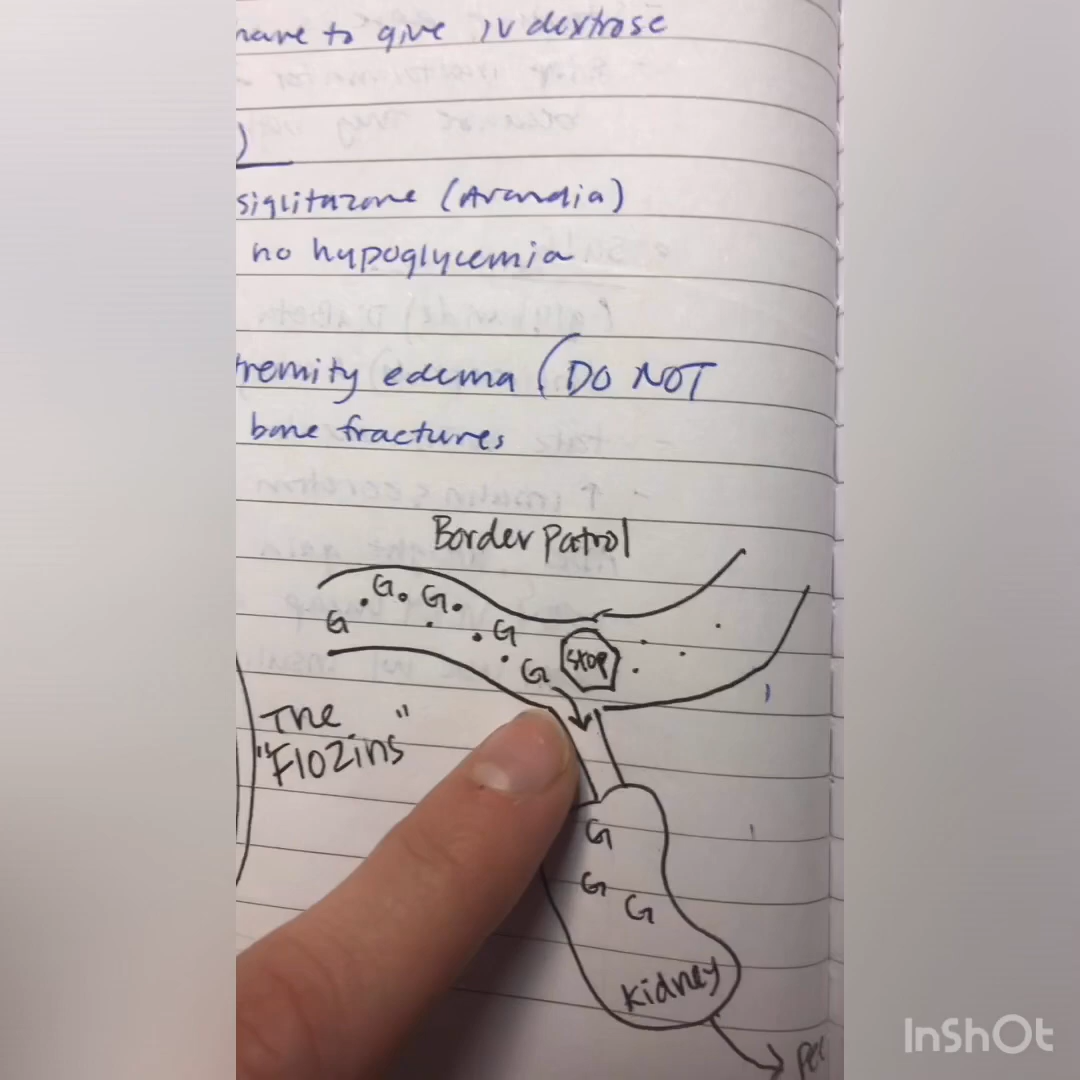 have to give IV dextrose
)
siglitazone (Avandia)
no hypoglycemia
tremity edema (DO NOT
bone fractures
Border Patrol
G G G
G G
G STOP
The "
"Flozins
G
G
G
Kidney
Pee
InShOt